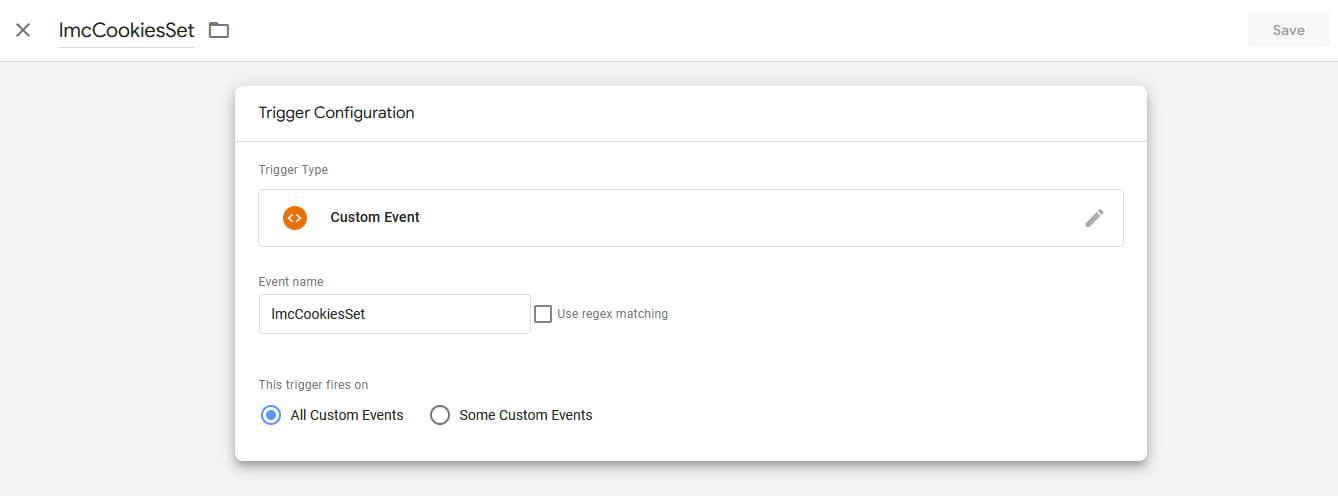 lmcCookiesSet
Save
Trigger Configuration
Trigger Type
Custom Event
Event name
lmcCookiesSet
Use regex matching
This trigger fires on
All Custom Events Some Custom Events